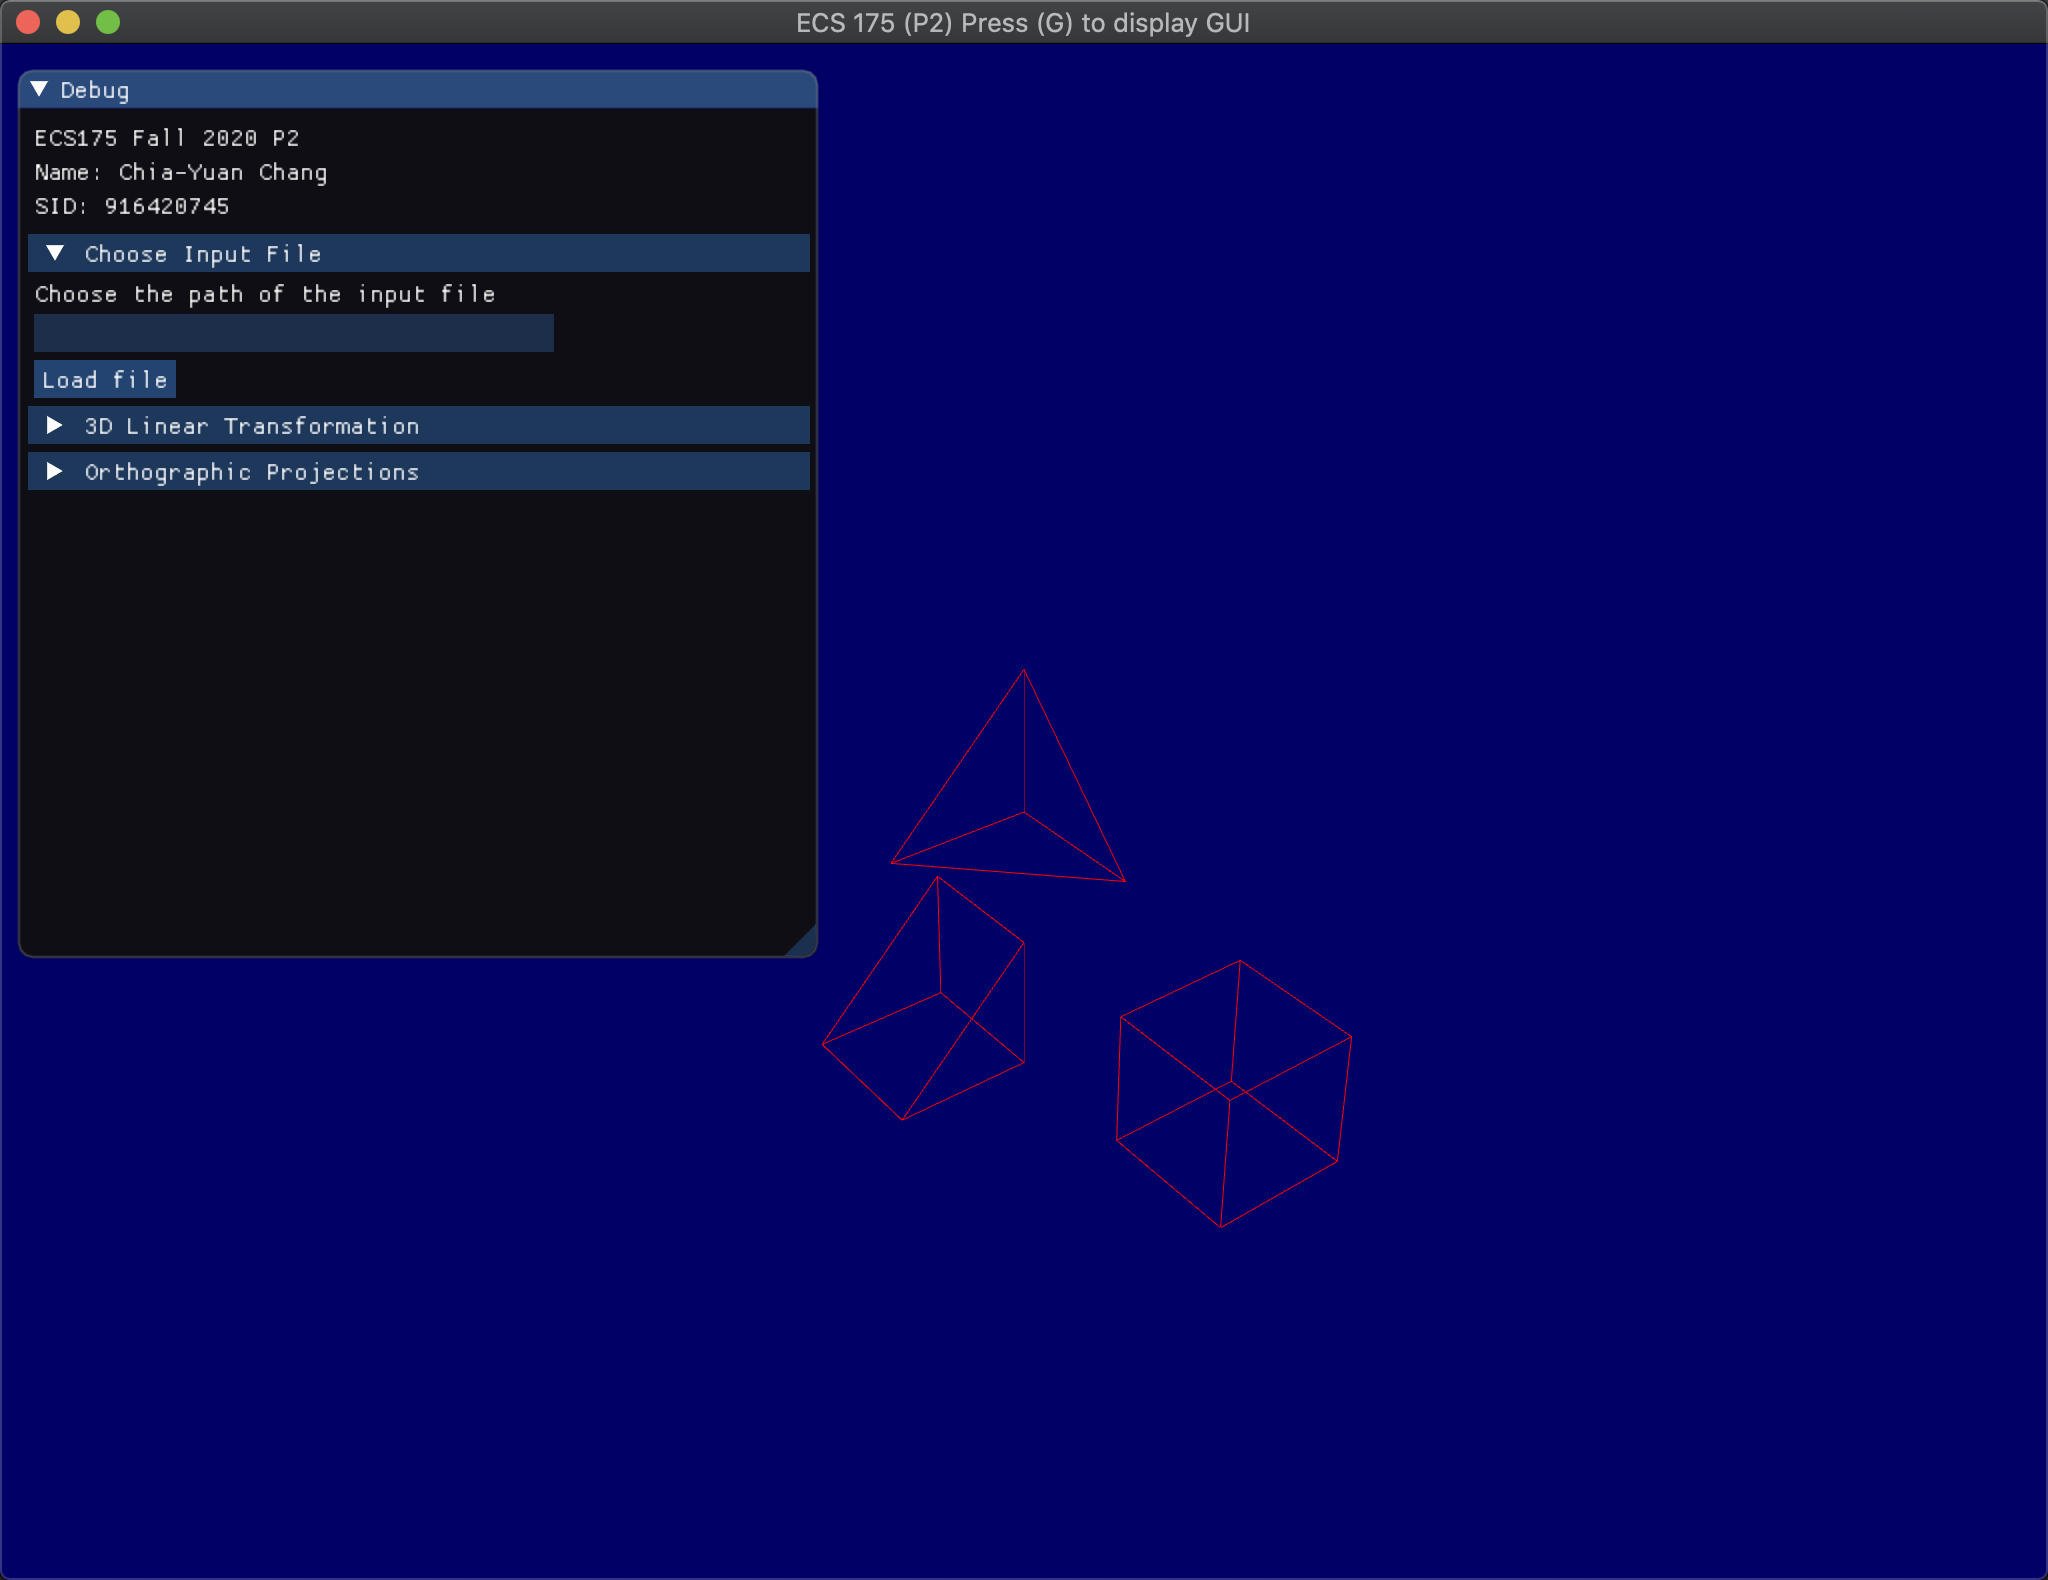 ECS 175 (P2) Press (G) to display GUI
Debug
ECS175 Fall 2020 P2
Name: Chia-Yuan Chang
SID: 916420745
Choose Input File
Choose the path of the input file
Load file
3D Linear Transformation
Orthographic Projections